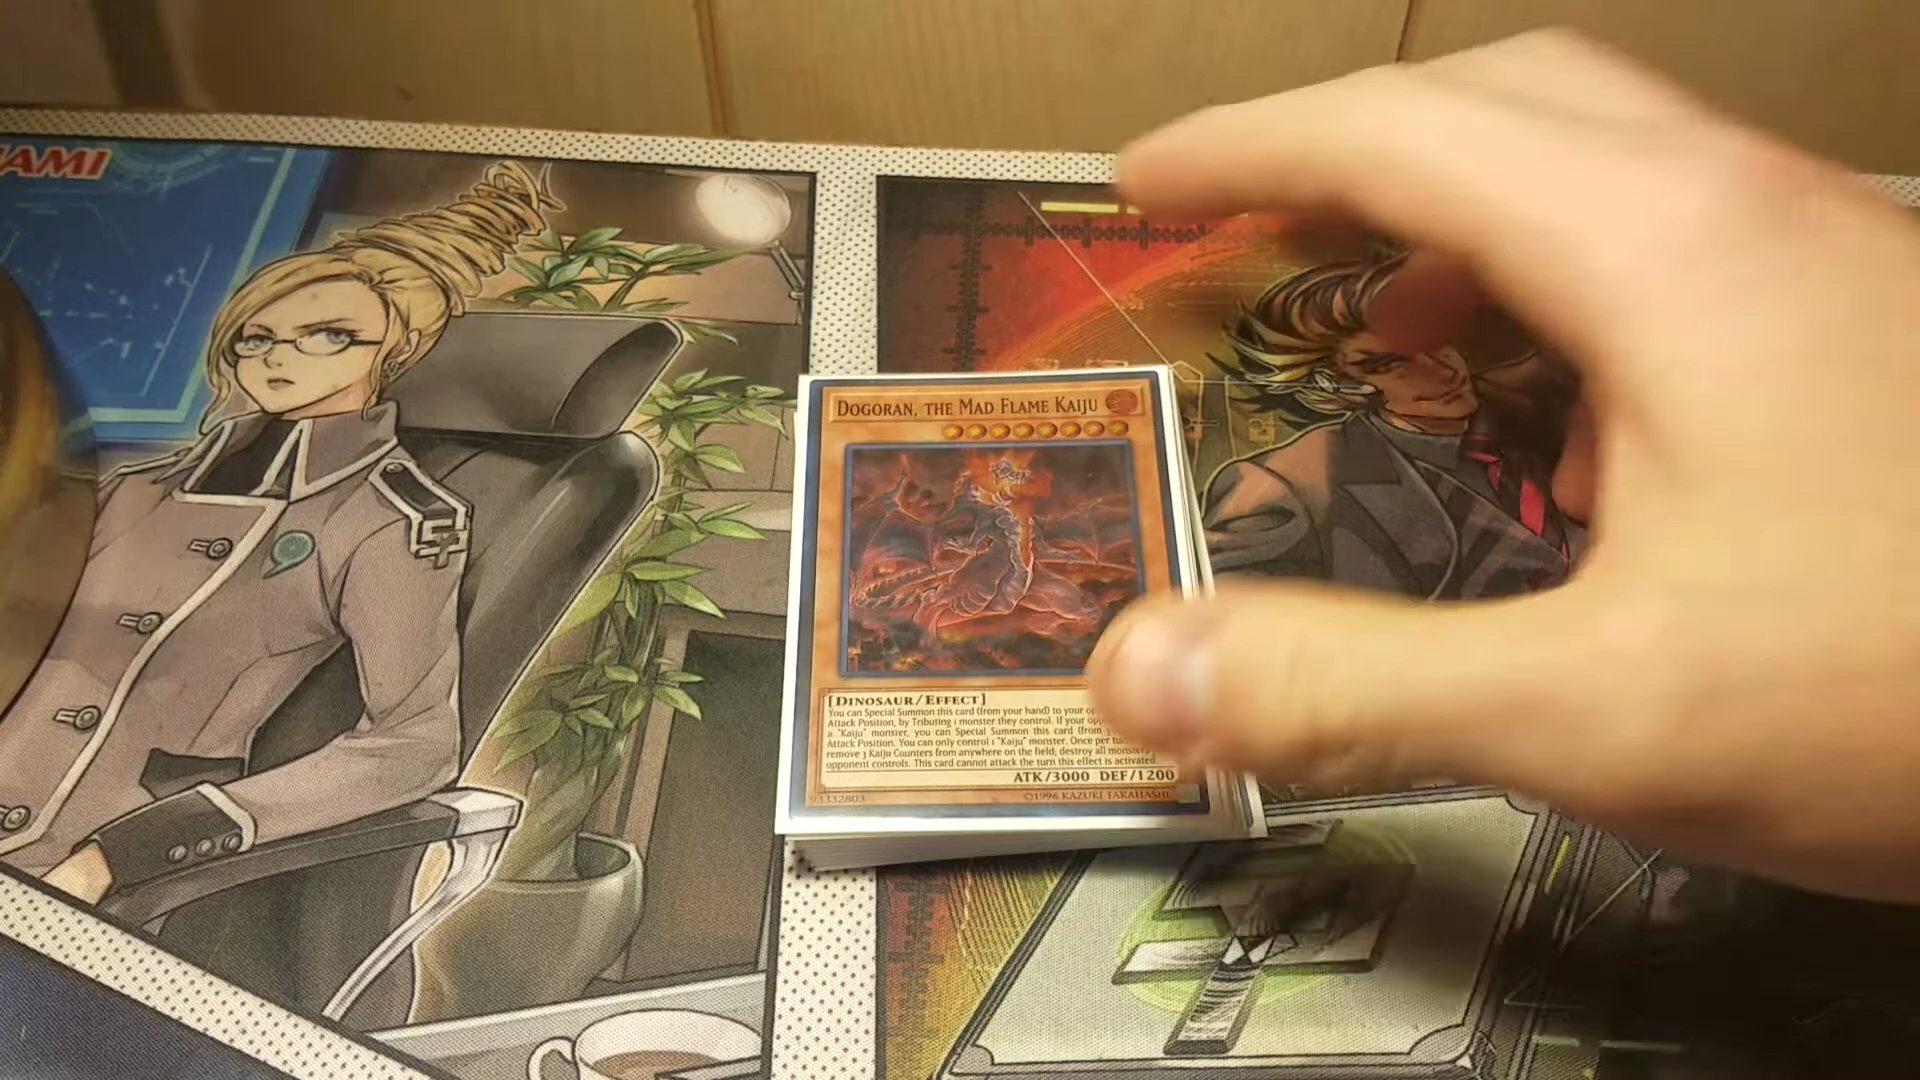 AMI
DOGORAN, THE MAD FLAME KAIJU
[DINOSAUR/EFFECT]
You can Special Summon this card (from your hand) to your
Attack Position, by Tributing 1 monster they control. If your
a "Kaiju" monster, you can Special Summon this card (from
Attack Position. You can only control 1 "Kaiju" monster. Once per
remove 3 Kaiju Counters from anywhere on the field; destroy all monsters
opponent controls. This card cannot attack the turn this effect is activated.
ATK/3000 DEF/1200
93332803 ©1996 KAZUKI TAKAHASHI